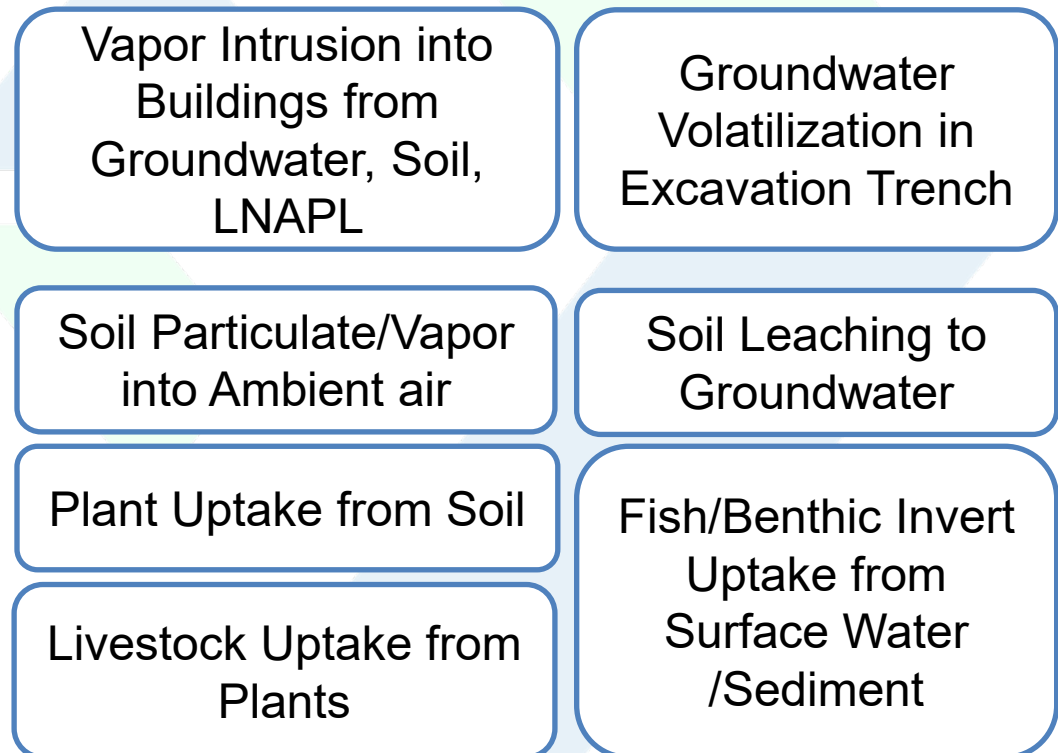 Vapor Intrusion into
Buildings from
Groundwater, Soil,
LNAPL
Groundwater
Volatilization in
Excavation Trench
Soil Particulate/Vapor
into Ambient air
Soil Leaching to
Groundwater
Plant Uptake from Soil
Fish/Benthic Invert
Uptake from
Surface Water
/Sediment
Livestock Uptake from
Plants